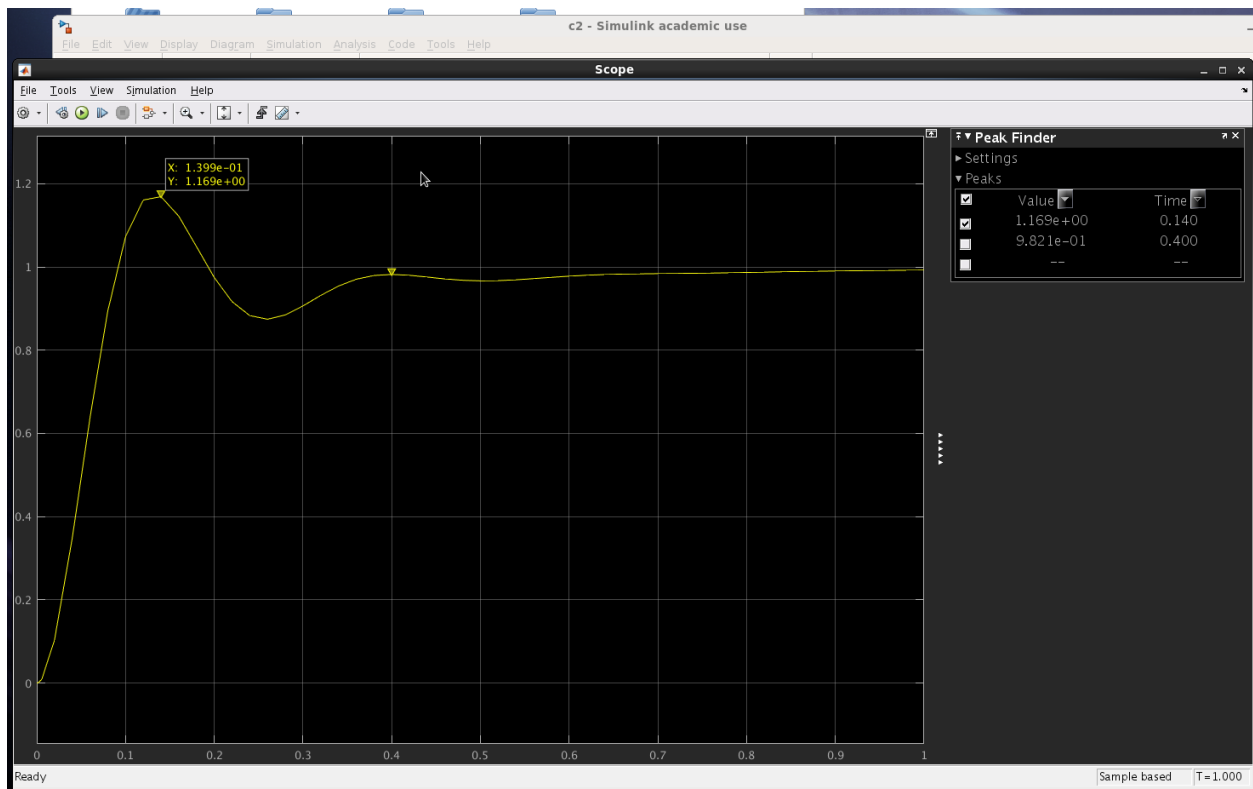 c2 - Simulink academic use
File Edit View Display Diagram Simulation Analysis Code Tools Help
Scope
File Tools View Simulation Help
Peak Finder
Settings
Peaks
Value Time
1.169e+00 0.140
9.821e-01 0.400
-- --
X: 1.399e-01
Y: 1.169e+00
1.2
1
0.8
0.6
0.4
0.2
0
0 0.1 0.2 0.3 0.4 0.5 0.6 0.7 0.8 0.9 1
Ready Sample based T=1.000